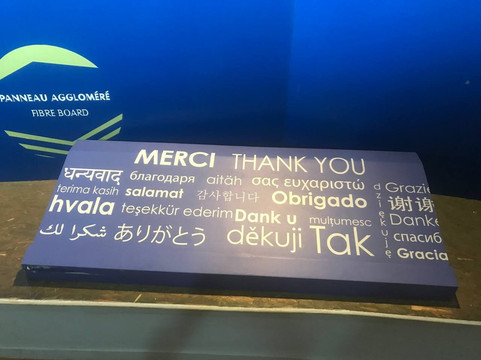 PANNEAU AGGLOMÉRÉ
FIBRE BOARD
MERCI THANK YOU
धन्यवाद् благодаря aitäh σας ευχαριστώ Grazie
terima kasih salamat 감사합니다 Obrigado 谢谢
hvala teşekkür ederim Dank u mulţumesc Danke
شكرا لك ありがとう děkuji Tak спасибо
dziękuję
Gracias